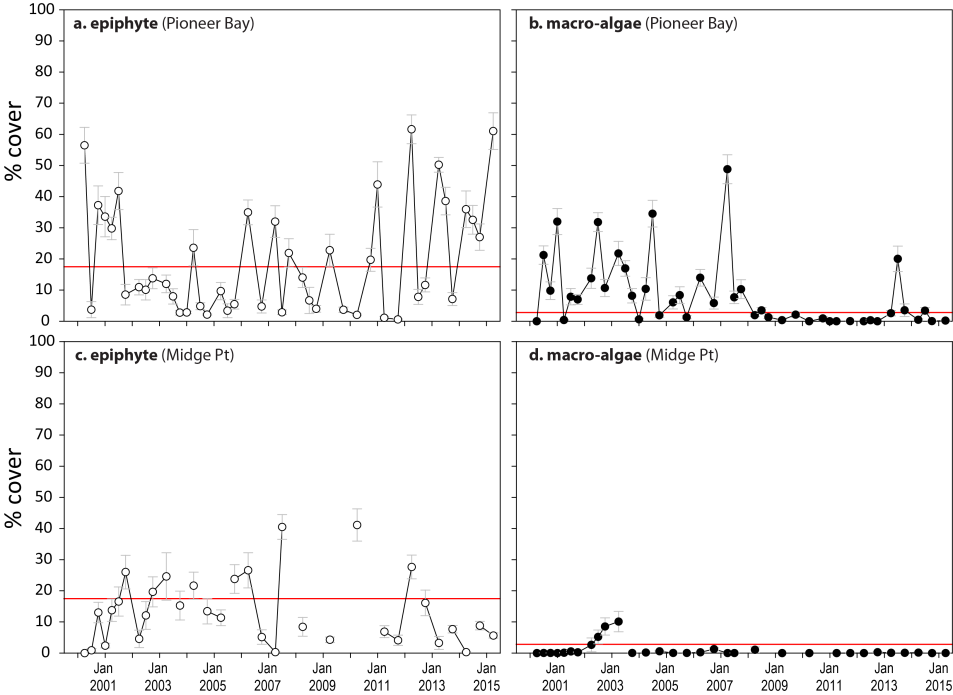 a. epiphyte (Pioneer Bay)
b. macro-algae (Pioneer Bay)
% cover
100
90
80
70
60
50
40
30
20
10
0
c. epiphyte (Midge Pt)
d. macro-algae (Midge Pt)
% cover
100
90
80
70
60
50
40
30
20
10
0
Jan Jan Jan Jan Jan Jan Jan Jan
2001 2003 2005 2007 2009 2011 2013 2015
Jan Jan Jan Jan Jan Jan Jan Jan
2001 2003 2005 2007 2009 2011 2013 2015